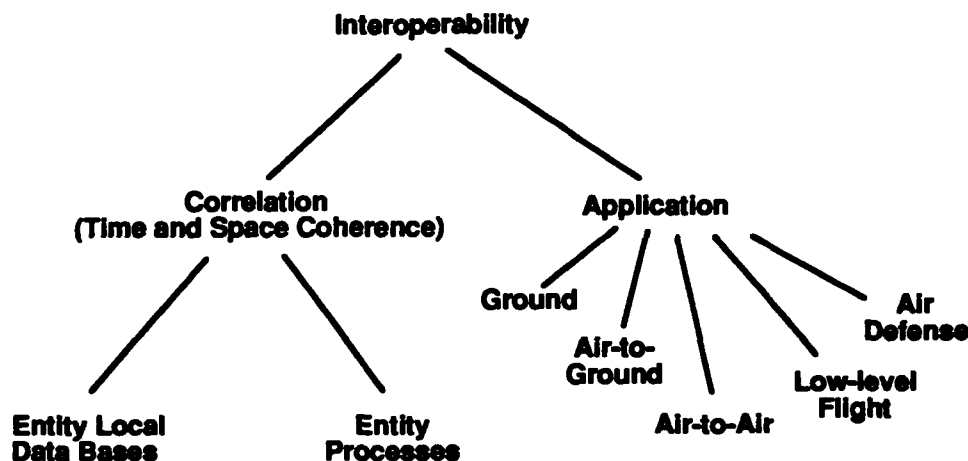 Interoperability
Correlation
(Time and Space Coherence)
Application
Ground
Air-to-
Ground
Air-to-Air
Low-level
Flight
Air
Defense
Entity Local
Data Bases
Entity
Processes